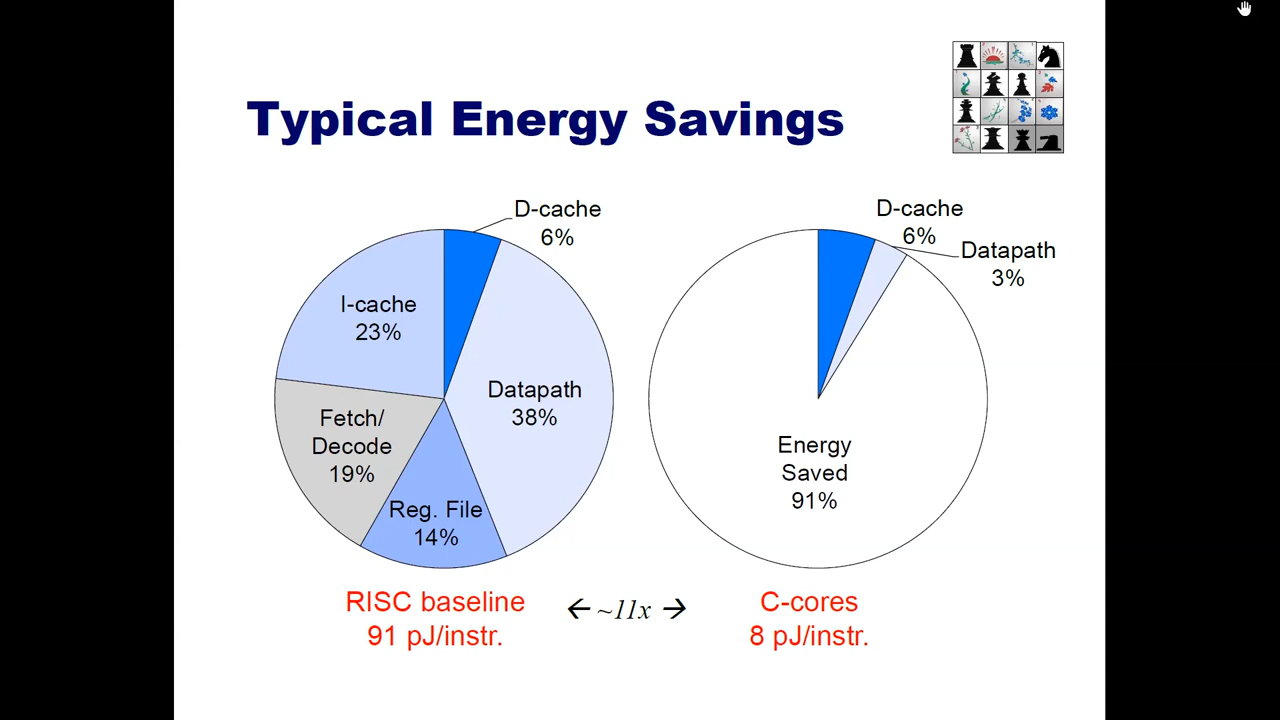 Typical Energy Savings
D-cache
6%
I-cache
23%
Datapath
38%
Fetch/
Decode
19%
Reg. File
14%
D-cache
6%
Datapath
3%
Energy
Saved
91%
RISC baseline
91 pJ/instr.
← ~11x →
C-cores
8 pJ/instr.